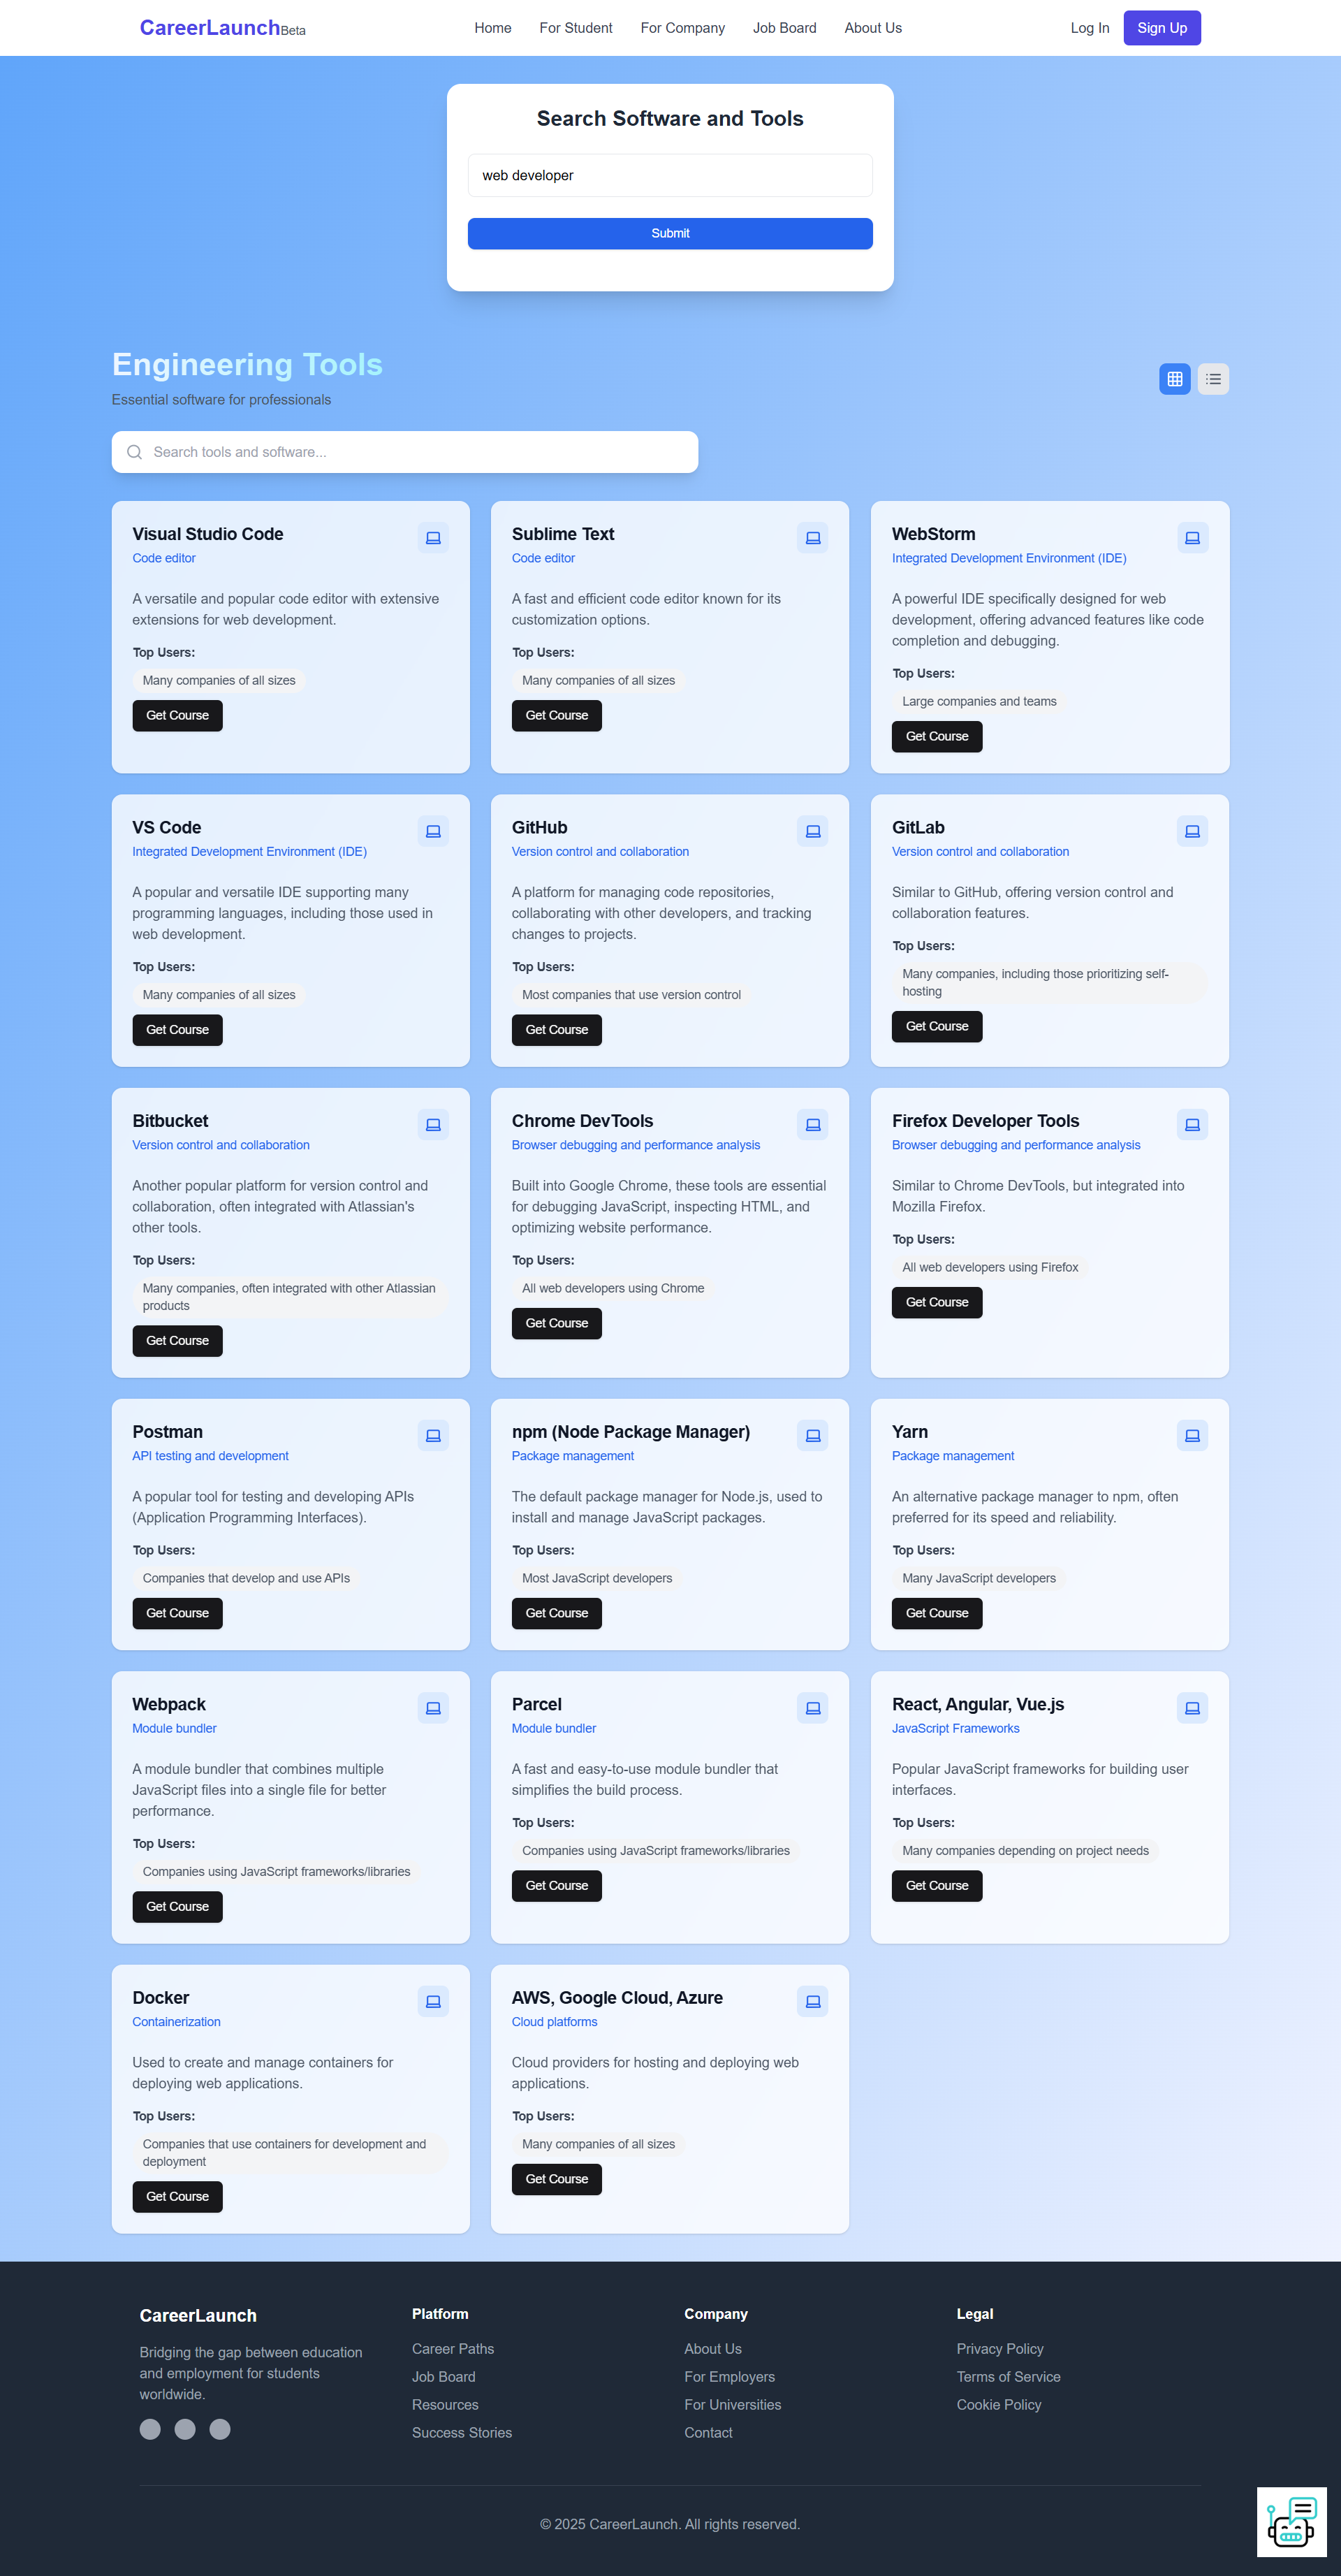 CareerLaunch Beta
Home
For Student
For Company
Job Board
About Us
Log In
Sign Up
Search Software and Tools
web developer
Submit
Engineering Tools
Essential software for professionals
Search tools and software...
Visual Studio Code
Code editor
A versatile and popular code editor with extensive
extensions for web development.
Top Users:
Many companies of all sizes
Get Course
Sublime Text
Code editor
A fast and efficient code editor known for its
customization options.
Top Users:
Many companies of all sizes
Get Course
WebStorm
Integrated Development Environment (IDE)
A powerful IDE specifically designed for web
development, offering advanced features like code
completion and debugging.
Top Users:
Large companies and teams
Get Course
VS Code
Integrated Development Environment (IDE)
A popular and versatile IDE supporting many
programming languages, including those used in
web development.
Top Users:
Many companies of all sizes
Get Course
GitHub
Version control and collaboration
A platform for managing code repositories,
collaborating with other developers, and tracking
changes to projects.
Top Users:
Most companies that use version control
Get Course
GitLab
Version control and collaboration
Similar to GitHub, offering version control and
collaboration features.
Top Users:
Many companies, including those prioritizing self-
hosting
Get Course
Bitbucket
Version control and collaboration
Another popular platform for version control and
collaboration, often integrated with Atlassian's
other tools.
Top Users:
Many companies, often integrated with other Atlassian
products
Get Course
Chrome DevTools
Browser debugging and performance analysis
Built into Google Chrome, these tools are essential
for debugging JavaScript, inspecting HTML, and
optimizing website performance.
Top Users:
All web developers using Chrome
Get Course
Firefox Developer Tools
Browser debugging and performance analysis
Similar to Chrome DevTools, but integrated into
Mozilla Firefox.
Top Users:
All web developers using Firefox
Get Course
Postman
API testing and development
A popular tool for testing and developing APIs
(Application Programming Interfaces).
Top Users:
Companies that develop and use APIs
Get Course
npm (Node Package Manager)
Package management
The default package manager for Node.js, used to
install and manage JavaScript packages.
Top Users:
Most JavaScript developers
Get Course
Yarn
Package management
An alternative package manager to npm, often
preferred for its speed and reliability.
Top Users:
Many JavaScript developers
Get Course
Webpack
Module bundler
A module bundler that combines multiple
JavaScript files into a single file for better
performance.
Top Users:
Companies using JavaScript frameworks/libraries
Get Course
Parcel
Module bundler
A fast and easy-to-use module bundler that
simplifies the build process.
Top Users:
Companies using JavaScript frameworks/libraries
Get Course
React, Angular, Vue.js
JavaScript Frameworks
Popular JavaScript frameworks for building user
interfaces.
Top Users:
Many companies depending on project needs
Get Course
Docker
Containerization
Used to create and manage containers for
deploying web applications.
Top Users:
Companies that use containers for development and
deployment
Get Course
AWS, Google Cloud, Azure
Cloud platforms
Cloud providers for hosting and deploying web
applications.
Top Users:
Many companies of all sizes
Get Course
CareerLaunch
Bridging the gap between education
and employment for students
worldwide.
Platform
Career Paths
Job Board
Resources
Success Stories
Company
About Us
For Employers
For Universities
Contact
Legal
Privacy Policy
Terms of Service
Cookie Policy
© 2025 CareerLaunch. All rights reserved.